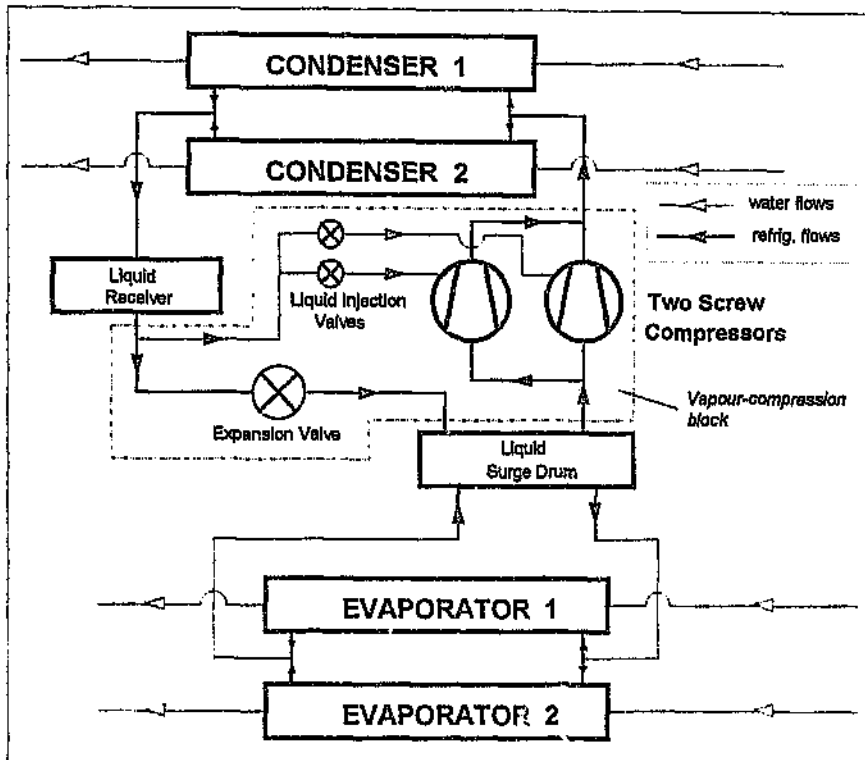 CONDENSER 1
CONDENSER 2
water flows
refrig. flows
Liquid
Receiver
Liquid Injection
Valves
Two Screw
Compressors
Expansion Valve
Vapour-compression
block
Liquid
Surge Drum
EVAPORATOR 1
EVAPORATOR 2